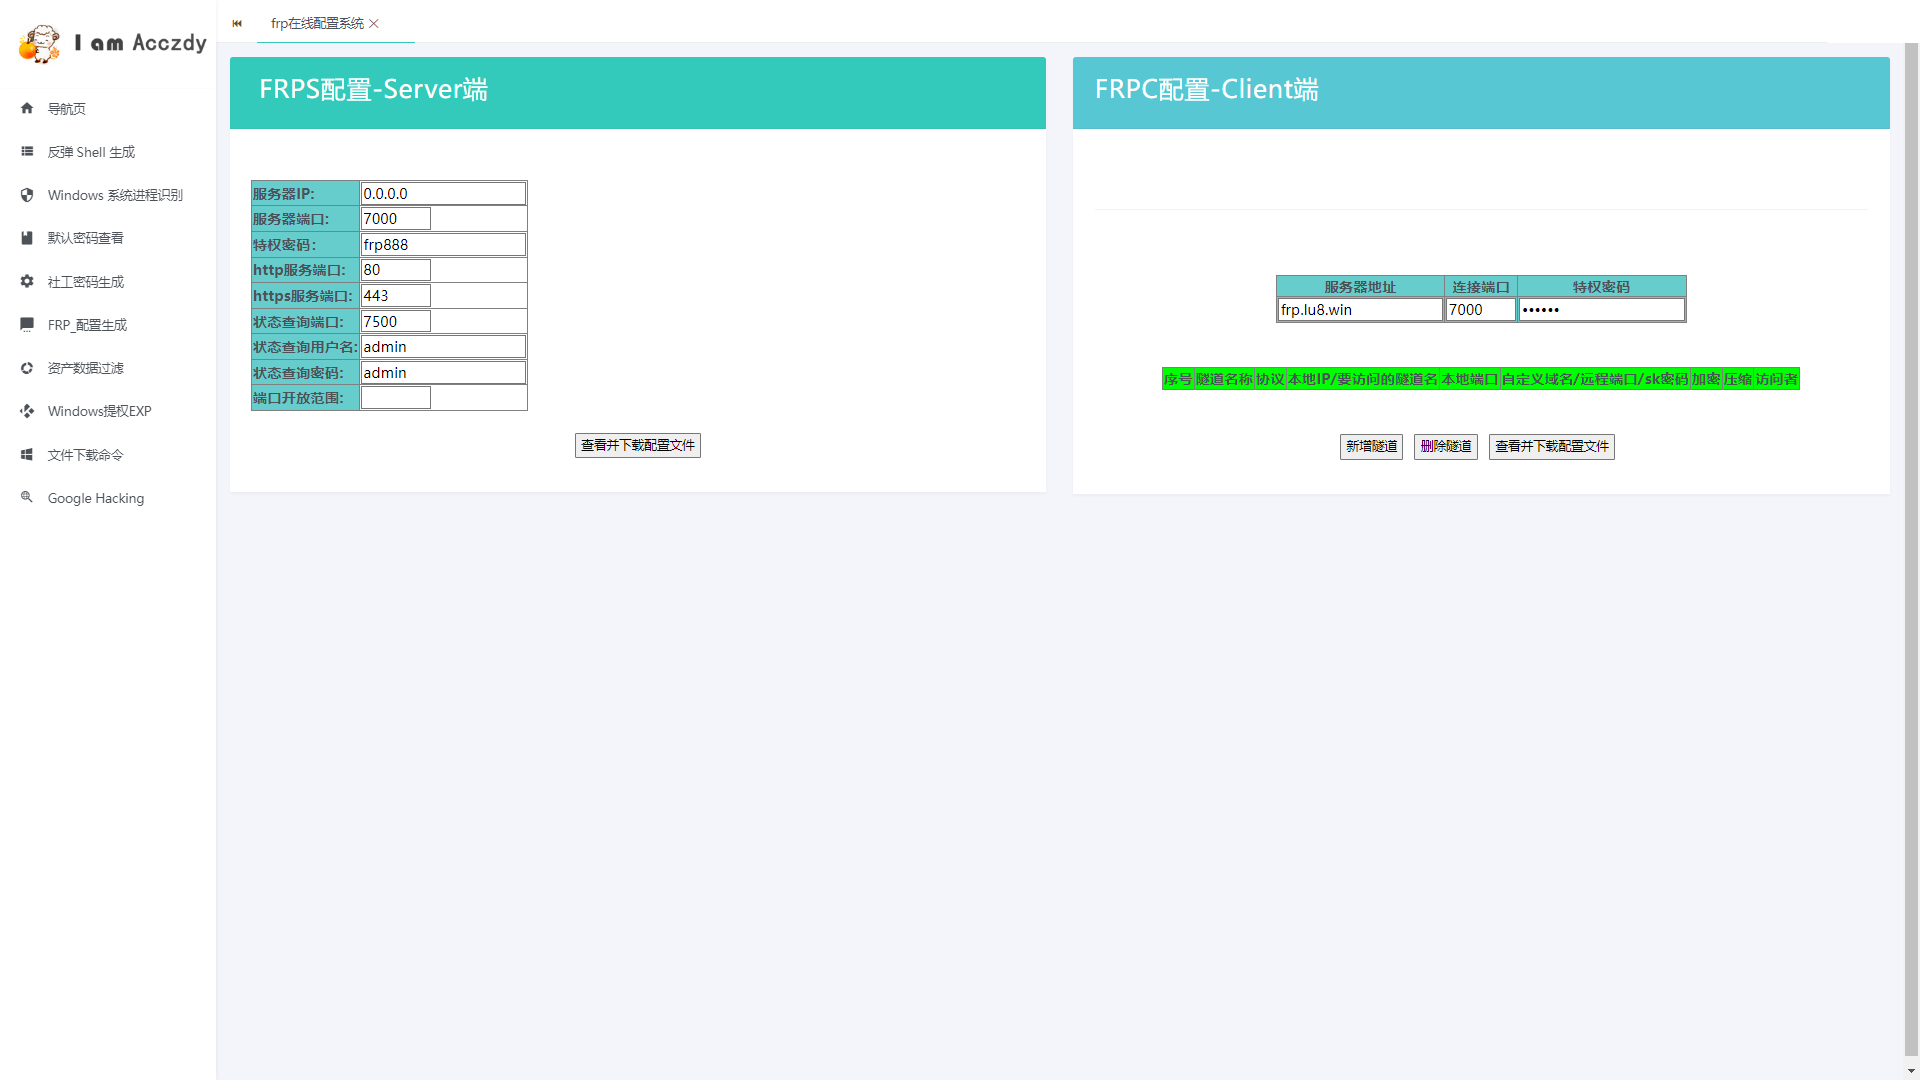 I am Acczdy
导航页
反弹 Shell 生成
Windows 系统进程识别
默认密码查看
社工密码生成
FRP_配置生成
资产数据过滤
Windows提权EXP
文件下载命令
Google Hacking
frp在线配置系统
FRPS配置-Server端
服务器IP: 0.0.0.0
服务器端口: 7000
特权密码: frp888
http服务端口: 80
https服务端口: 443
状态查询端口: 7500
状态查询用户名: admin
状态查询密码: admin
端口开放范围:
查看并下载配置文件
FRPC配置-Client端
服务器地址 连接端口 特权密码
frp.lu8.win 7000 ••••••
序号 隧道名称 协议 本地IP/要访问的隧道名 本地端口 自定义域名/远程端口/sk密码 加密 压缩 访问者
新增隧道 删除隧道 查看并下载配置文件